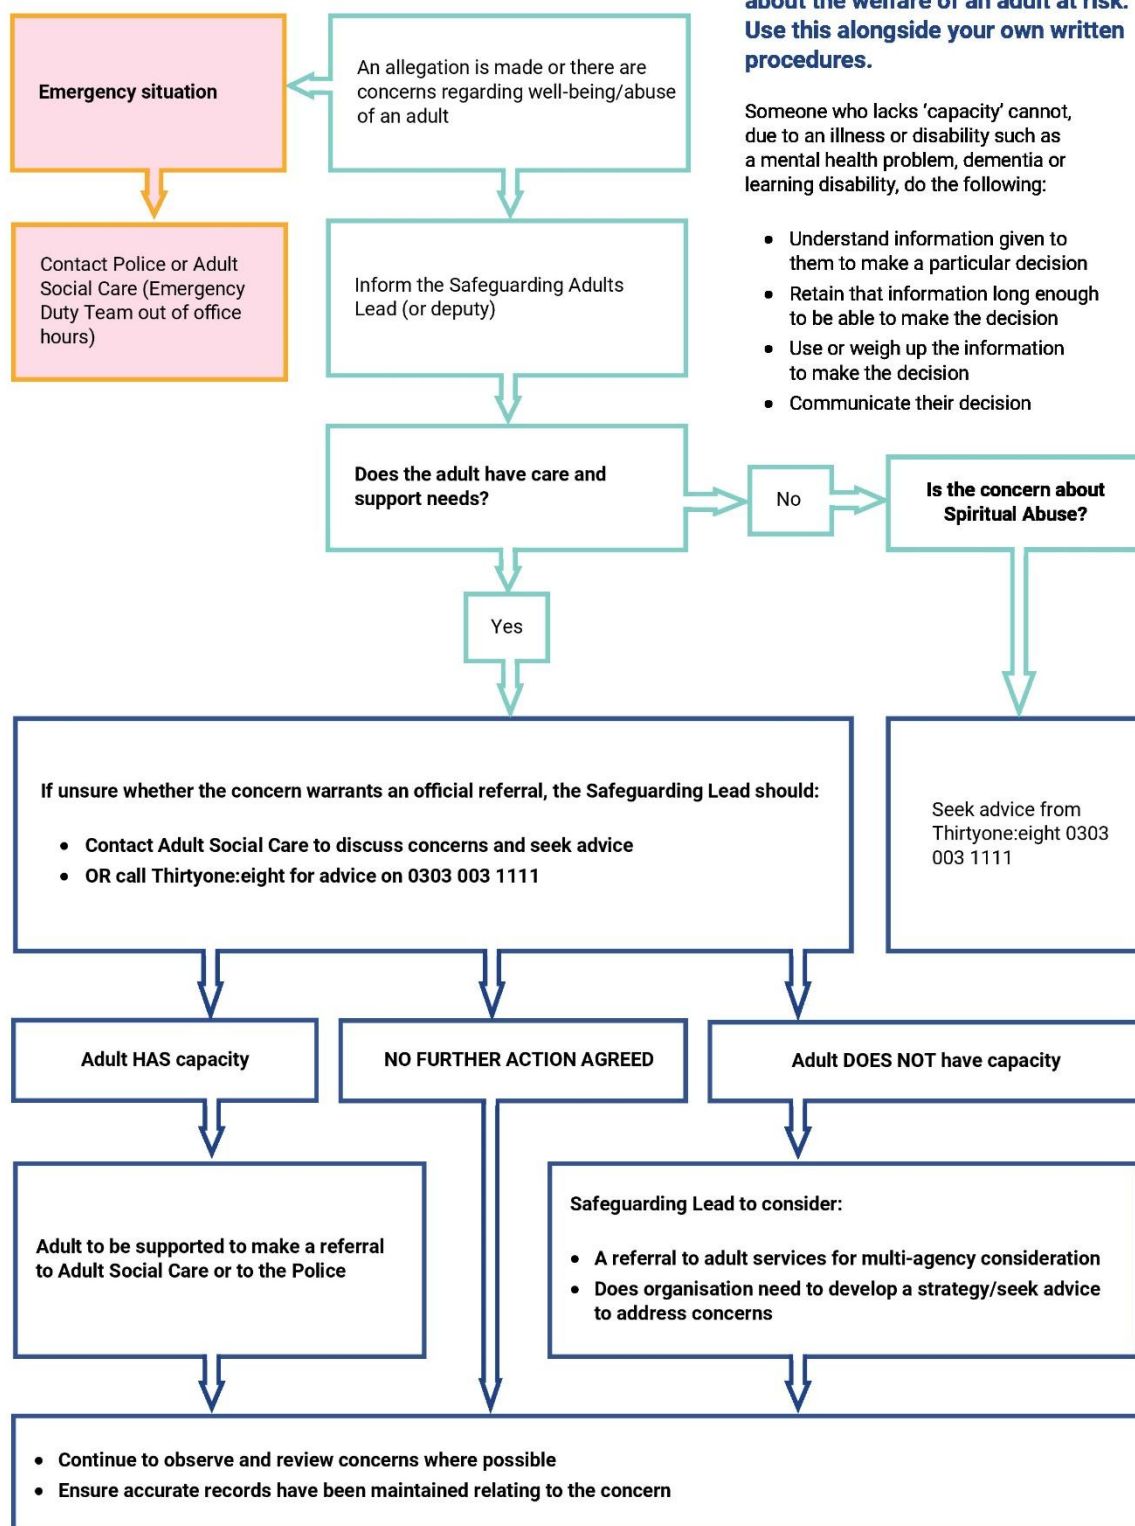 about the welfare of an adult at risk.
Use this alongside your own written
procedures.
Emergency situation
An allegation is made or there are
concerns regarding well-being/abuse
of an adult
Someone who lacks ‘capacity’ cannot,
due to an illness or disability such as
a mental health problem, dementia or
learning disability, do the following:
• Understand information given to
them to make a particular decision
• Retain that information long enough
to be able to make the decision
• Use or weigh up the information
to make the decision
• Communicate their decision
Contact Police or Adult
Social Care (Emergency
Duty Team out of office
hours)
Inform the Safeguarding Adults
Lead (or deputy)
Does the adult have care and
support needs?
No
Is the concern about
Spiritual Abuse?
Yes
If unsure whether the concern warrants an official referral, the Safeguarding Lead should:
• Contact Adult Social Care to discuss concerns and seek advice
• OR call Thirtyone:eight for advice on 0303 003 1111
Seek advice from
Thirtyone:eight 0303
003 1111
Adult HAS capacity
NO FURTHER ACTION AGREED
Adult DOES NOT have capacity
Adult to be supported to make a referral
to Adult Social Care or to the Police
Safeguarding Lead to consider:
• A referral to adult services for multi-agency consideration
• Does organisation need to develop a strategy/seek advice
to address concerns
• Continue to observe and review concerns where possible
• Ensure accurate records have been maintained relating to the concern